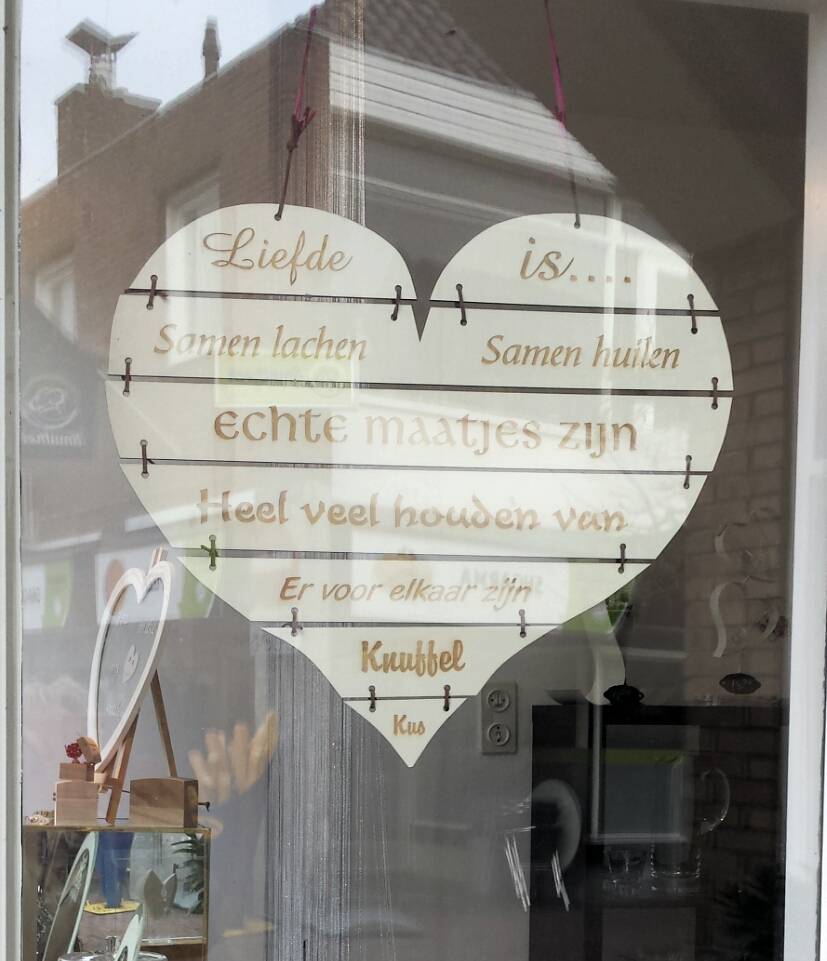 Liefde is....
Samen lachen Samen huilen
Echte maatjes zijn
Heel veel houden van
Er voor elkaar zijn
Knuffel
Kus